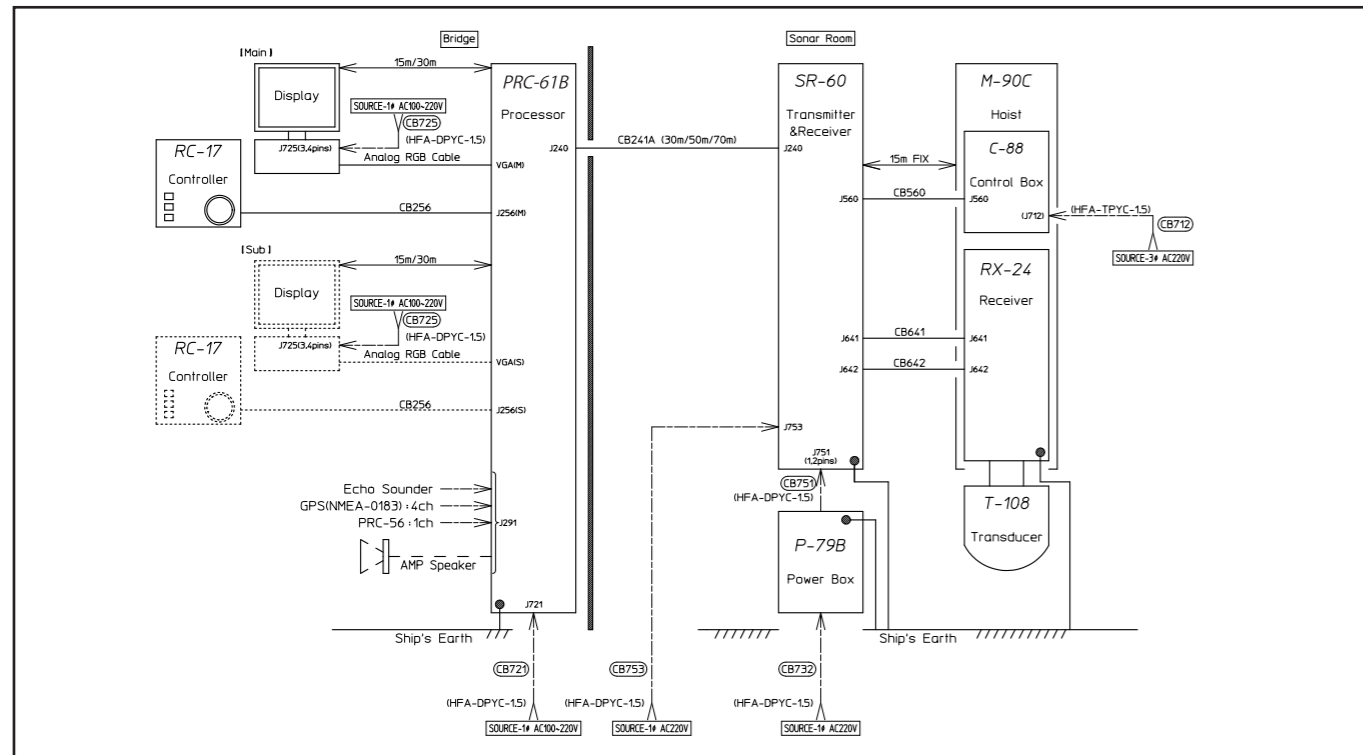 Bridge
Sonar Room
[Main]
15m/30m
Display
SOURCE-1φ AC100~220V
CB725
(HFA-DPYC-1.5)
J725(3,4pins)
Analog RGB Cable
VGA(M)
RC-17
Controller
CB256
J256(M)
[Sub]
15m/30m
Display
SOURCE-1φ AC100~220V
CB725
(HFA-DPYC-1.5)
J725(3,4pins)
Analog RGB Cable
VGA(S)
RC-17
Controller
CB256
J256(S)
Echo Sounder
GPS(NMEA-0183) : 4ch
PRC-56 : 1ch
J291
AMP Speaker
PRC-61B
Processor
J240
J721
Ship's Earth
CB721
(HFA-DPYC-1.5)
SOURCE-1φ AC100~220V
CB241A (30m/50m/70m)
SR-60
Transmitter
&Receiver
J240
J560
J641
J642
J753
J751
(1,2pins)
CB753
(HFA-DPYC-1.5)
SOURCE-1φ AC220V
CB751
(HFA-DPYC-1.5)
P-79B
Power Box
CB732
(HFA-DPYC-1.5)
SOURCE-1φ AC220V
15m FIX
CB560
CB641
CB642
M-90C
Hoist
C-88
Control Box
J560
(J712)
(HFA-TPYC-1.5)
CB712
SOURCE-3φ AC220V
RX-24
Receiver
J641
J642
T-108
Transducer
Ship's Earth